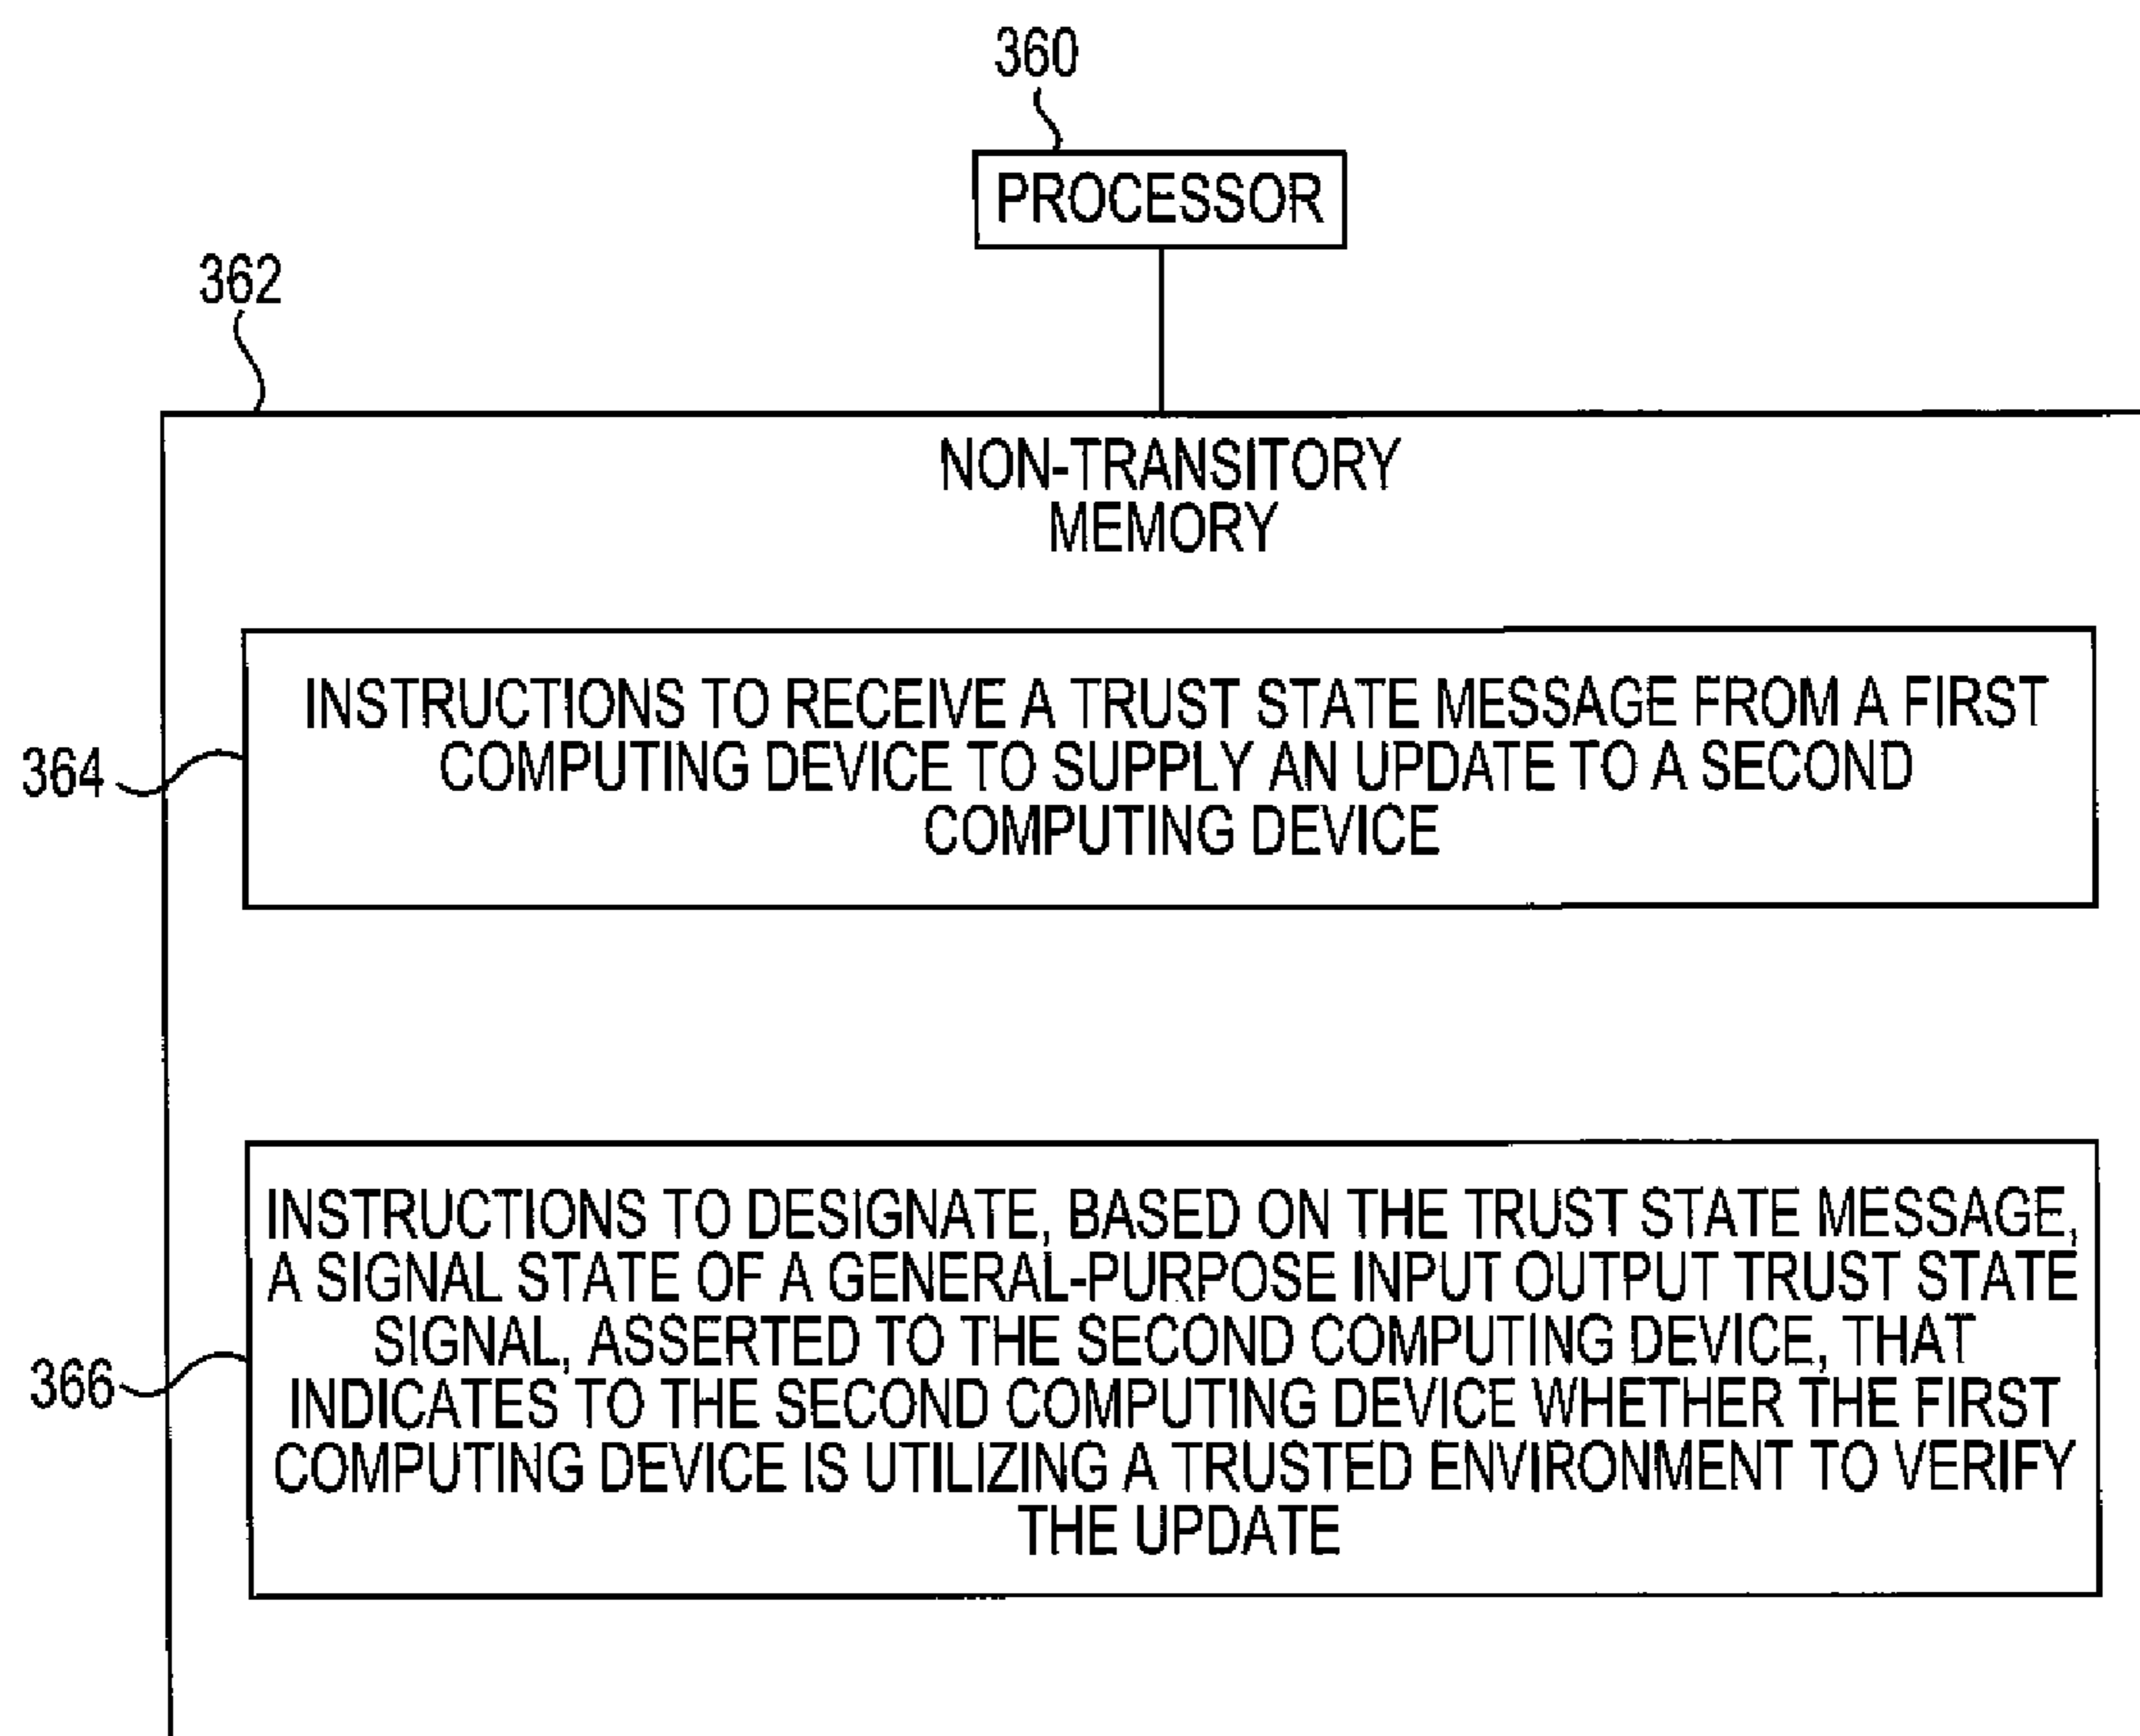 360
PROCESSOR
362
NON-TRANSITORY
MEMORY
INSTRUCTIONS TO RECEIVE A TRUST STATE MESSAGE FROM A FIRST
COMPUTING DEVICE TO SUPPLY AN UPDATE TO A SECOND
COMPUTING DEVICE
364
INSTRUCTIONS TO DESIGNATE, BASED ON THE TRUST STATE MESSAGE,
A SIGNAL STATE OF A GENERAL-PURPOSE INPUT OUTPUT TRUST STATE
SIGNAL, ASSERTED TO THE SECOND COMPUTING DEVICE, THAT
INDICATES TO THE SECOND COMPUTING DEVICE WHETHER THE FIRST
COMPUTING DEVICE IS UTILIZING A TRUSTED ENVIRONMENT TO VERIFY
THE UPDATE
366